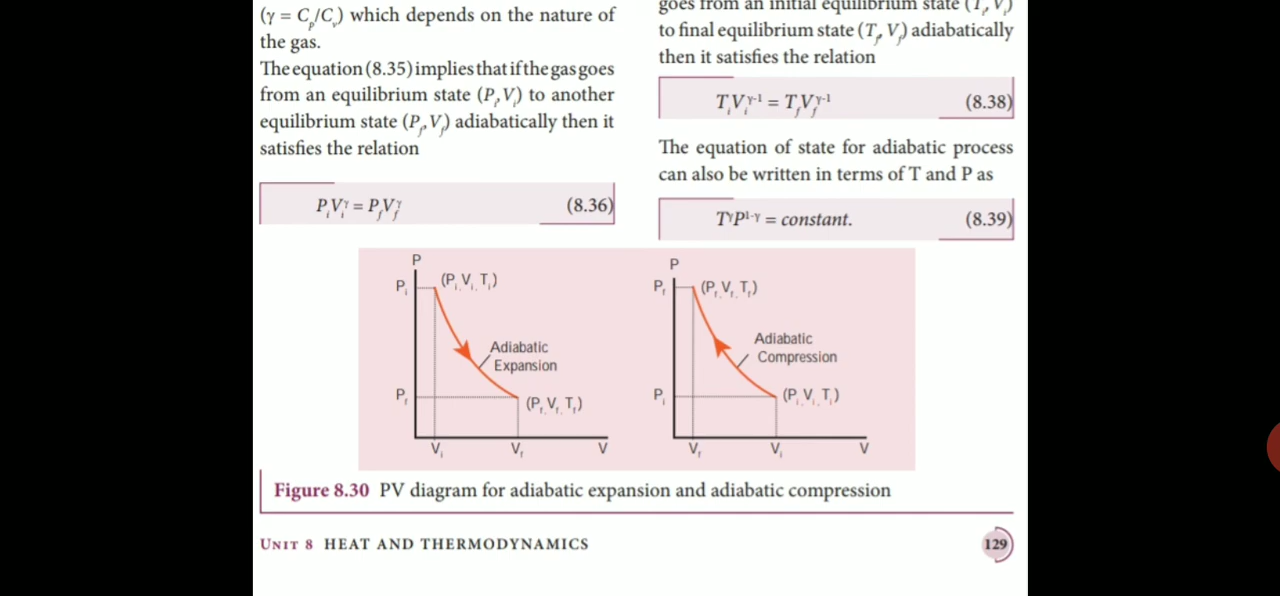 (γ = Cp/Cv) which depends on the nature of
the gas.
The equation (8.35) implies that if the gas goes
from an equilibrium state (Pi, Vi) to another
equilibrium state (Pf, Vf) adiabatically then it
satisfies the relation
PiViγ = PfVfγ (8.36)
goes from an initial equilibrium state (Ti, Vi)
to final equilibrium state (Tf, Vf) adiabatically
then it satisfies the relation
TiViγ-1 = TfVfγ-1 (8.38)
The equation of state for adiabatic process
can also be written in terms of T and P as
TγP1-γ = constant. (8.39)
P
Pi
(Pi, Vi, Ti)
Adiabatic
Expansion
Pf
(Pf, Vf, Tf)
Vi
Vf
V
P
Pf
(Pf, Vf, Tf)
Adiabatic
Compression
Pi
(Pi, Vi, Ti)
Vf
Vi
V
Figure 8.30 PV diagram for adiabatic expansion and adiabatic compression
UNIT 8 HEAT AND THERMODYNAMICS
129